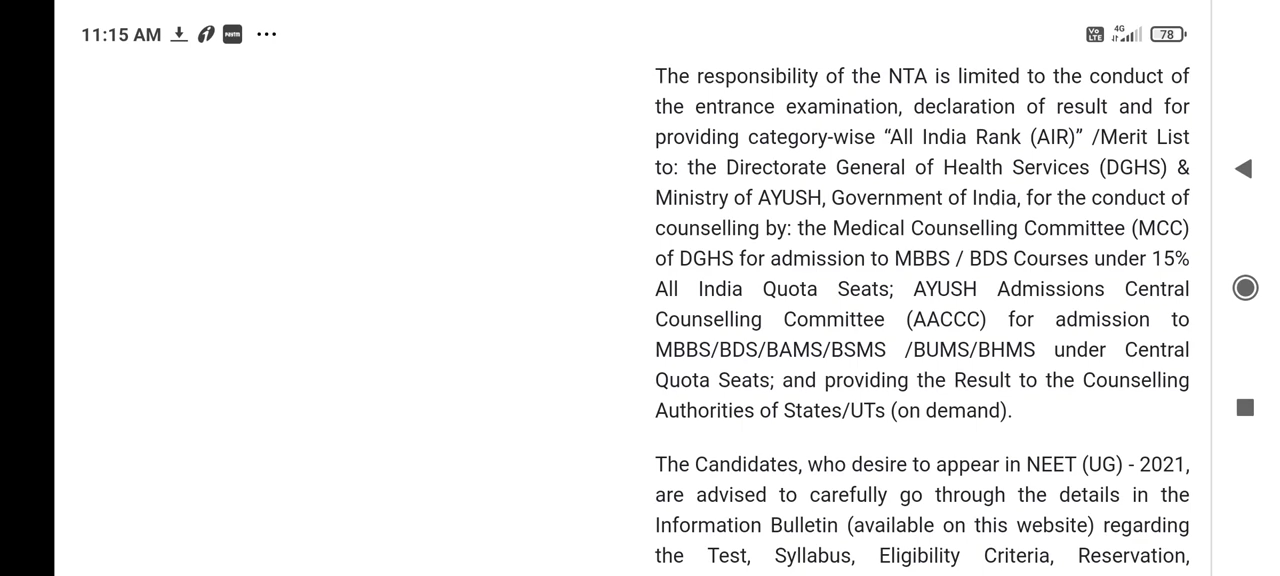 11:15 AM Paytm ...
Vo LTE 4G 78
The responsibility of the NTA is limited to the conduct of
the entrance examination, declaration of result and for
providing category-wise “All India Rank (AIR)” /Merit List
to: the Directorate General of Health Services (DGHS) &
Ministry of AYUSH, Government of India, for the conduct of
counselling by: the Medical Counselling Committee (MCC)
of DGHS for admission to MBBS / BDS Courses under 15%
All India Quota Seats; AYUSH Admissions Central
Counselling Committee (AACCC) for admission to
MBBS/BDS/BAMS/BSMS /BUMS/BHMS under Central
Quota Seats; and providing the Result to the Counselling
Authorities of States/UTs (on demand).
The Candidates, who desire to appear in NEET (UG) - 2021,
are advised to carefully go through the details in the
Information Bulletin (available on this website) regarding
the Test, Syllabus, Eligibility Criteria, Reservation,